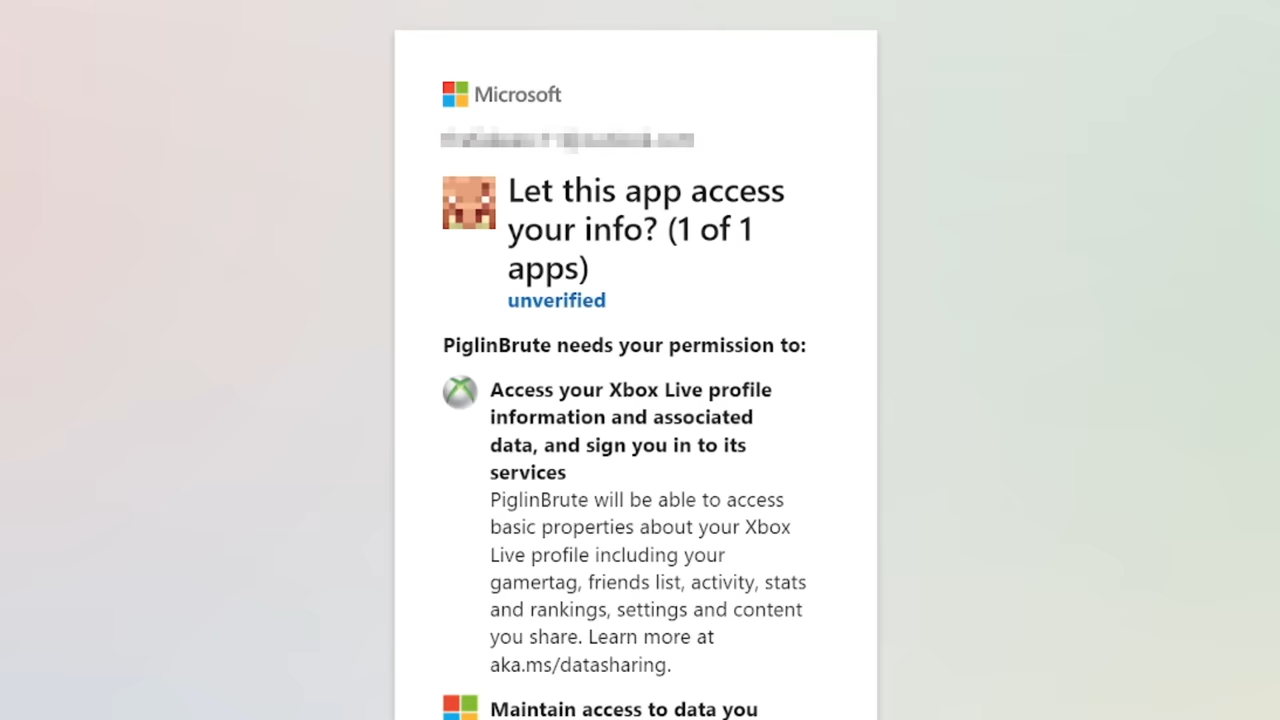 Microsoft
Let this app access
your info? (1 of 1
apps)
unverified
PiglinBrute needs your permission to:
Access your Xbox Live profile
information and associated
data, and sign you in to its
services
PiglinBrute will be able to access
basic properties about your Xbox
Live profile including your
gamertag, friends list, activity, stats
and rankings, settings and content
you share. Learn more at
aka.ms/datasharing.
Maintain access to data you